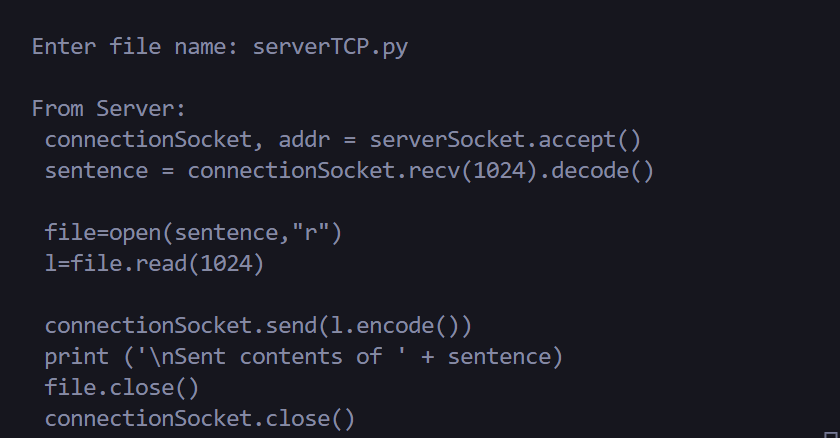 Enter file name: serverTCP.py
From Server:
connectionSocket, addr = serverSocket.accept()
sentence = connectionSocket.recv(1024).decode()
file=open(sentence,"r")
l=file.read(1024)
connectionSocket.send(l.encode())
print ('\nSent contents of ' + sentence)
file.close()
connectionSocket.close()